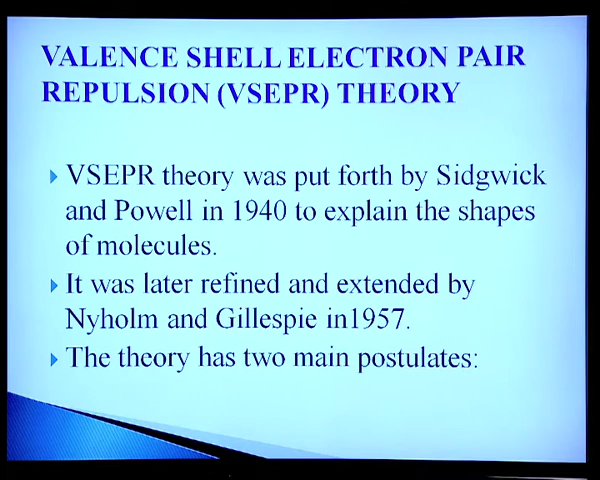 VALENCE SHELL ELECTRON PAIR
REPULSION (VSEPR) THEORY
VSEPR theory was put forth by Sidgwick
and Powell in 1940 to explain the shapes
of molecules.
It was later refined and extended by
Nyholm and Gillespie in1957.
The theory has two main postulates: